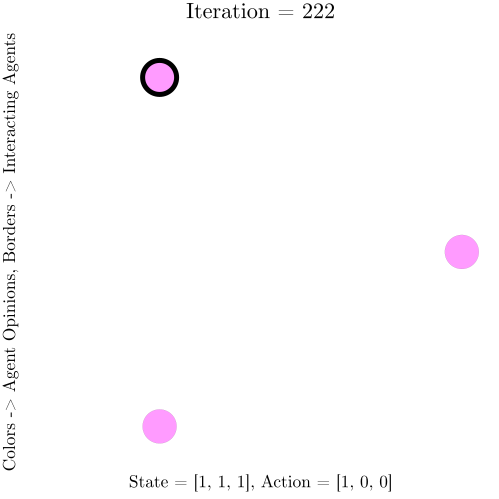 Iteration = 222
Colors -> Agent Opinions, Borders -> Interacting Agents
State = [1, 1, 1], Action = [1, 0, 0]